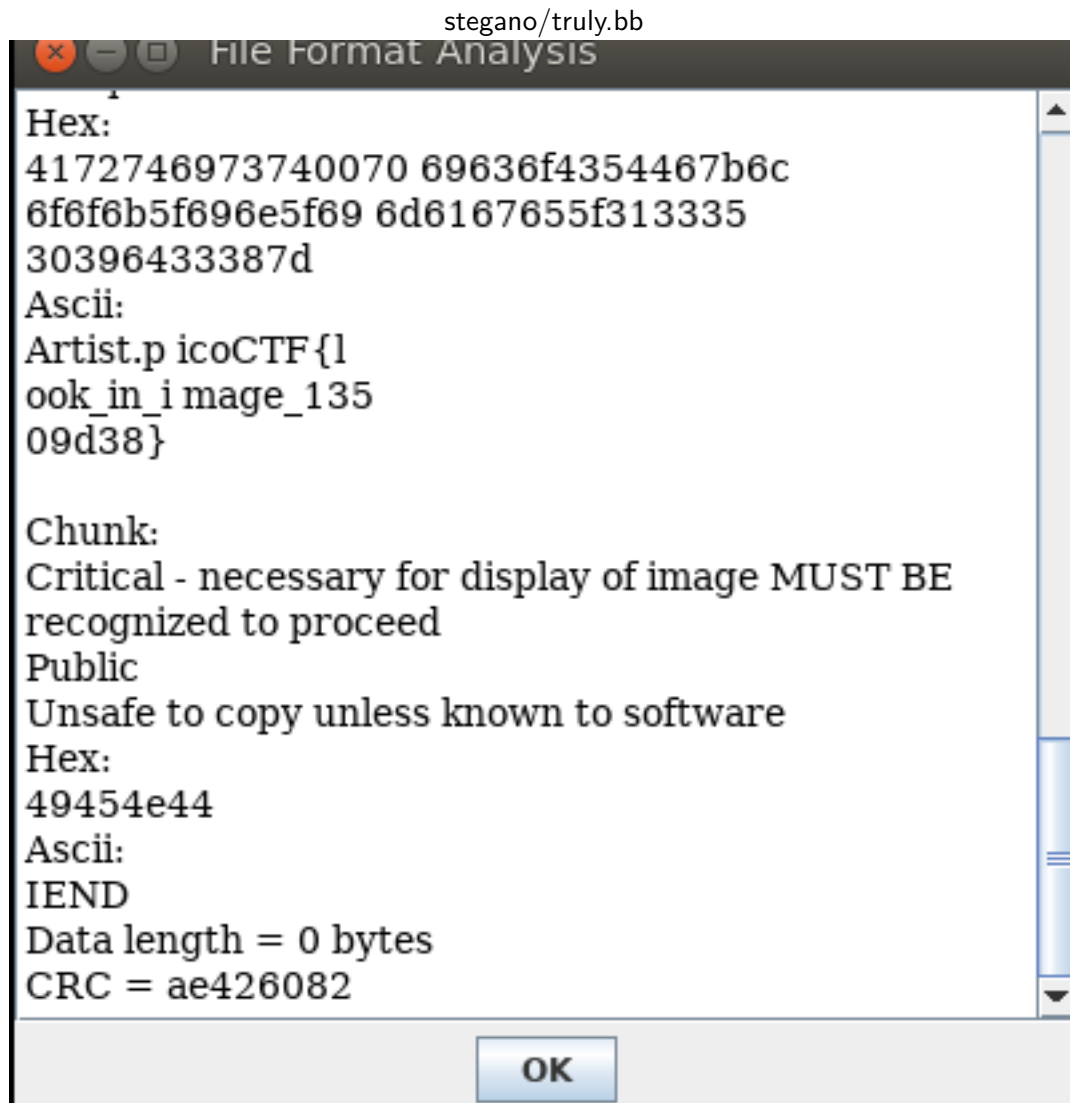 stegano/truly.bb
File Format Analysis
Hex:
4172746973740070 69636f4354467b6c
6f6f6b5f696e5f69 6d6167655f313335
30396433387d
Ascii:
Artist.p icoCTF{l
ook_in_i mage_135
09d38}
Chunk:
Critical - necessary for display of image MUST BE
recognized to proceed
Public
Unsafe to copy unless known to software
Hex:
49454e44
Ascii:
IEND
Data length = 0 bytes
CRC = ae426082
OK